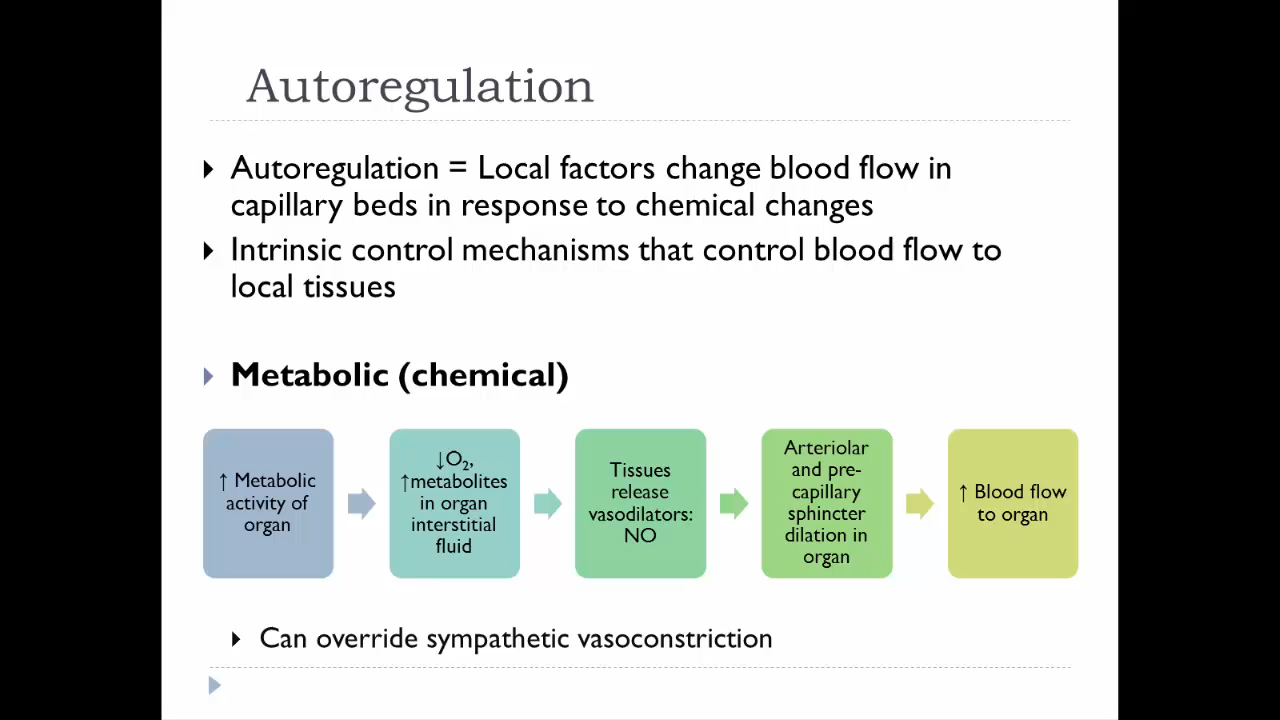 Autoregulation
Autoregulation = Local factors change blood flow in
capillary beds in response to chemical changes
Intrinsic control mechanisms that control blood flow to
local tissues
Metabolic (chemical)
↑ Metabolic
activity of
organ
↓O₂,
↑metabolites
in organ
interstitial
fluid
Tissues
release
vasodilators:
NO
Arteriolar
and pre-
capillary
sphincter
dilation in
organ
↑ Blood flow
to organ
Can override sympathetic vasoconstriction